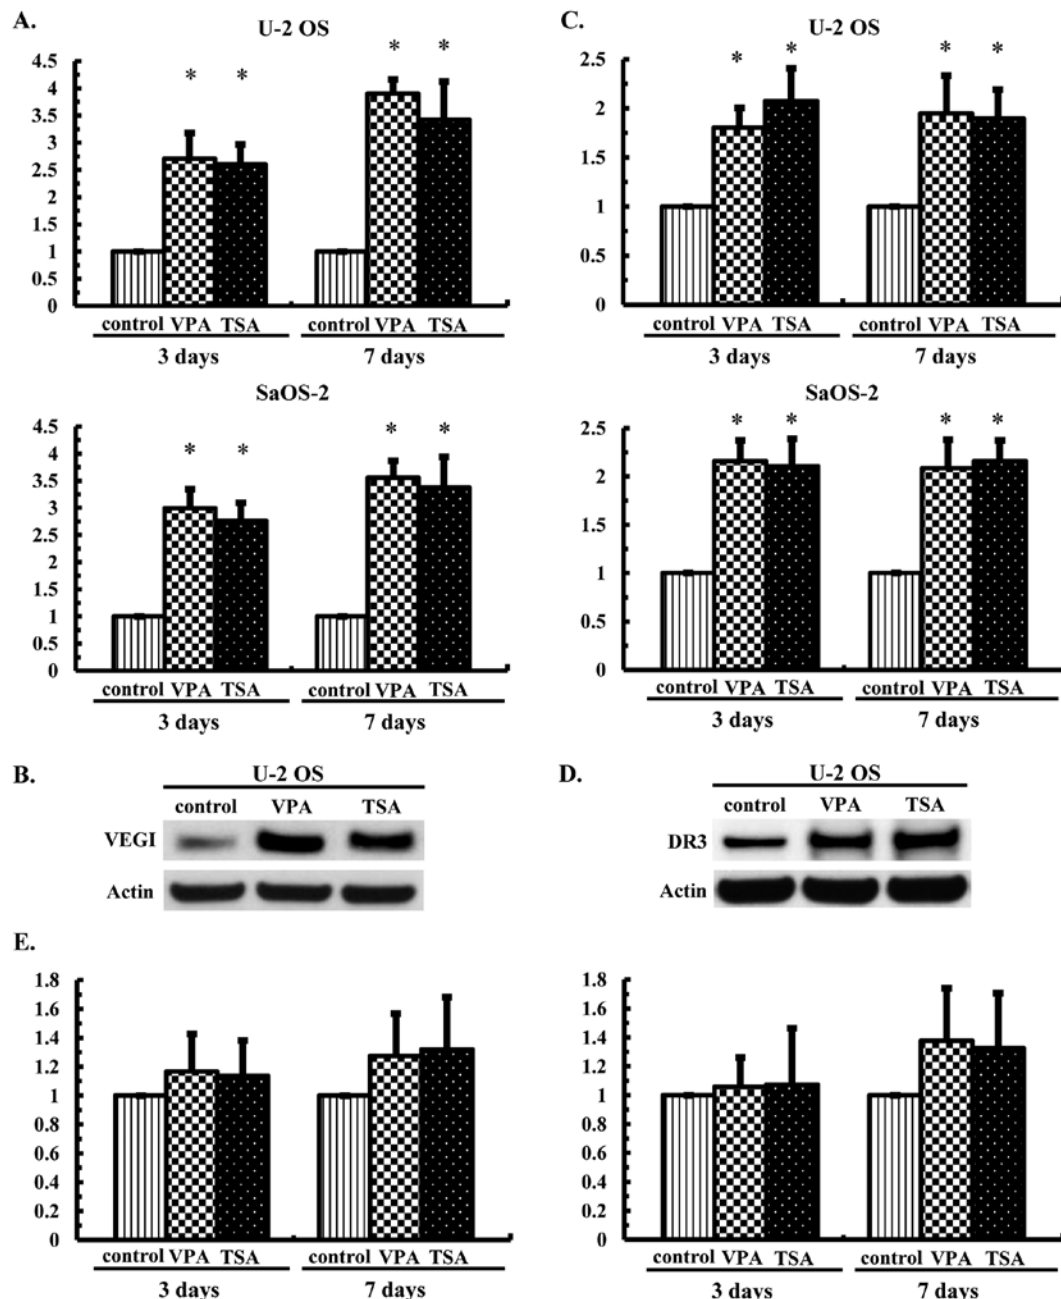 A.
U-2 OS
4.5
4
3.5
3
2.5
2
1.5
1
0.5
0
* * * *
control VPA TSA control VPA TSA
3 days 7 days
SaOS-2
4.5
4
3.5
3
2.5
2
1.5
1
0.5
0
* * * *
control VPA TSA control VPA TSA
3 days 7 days
C.
U-2 OS
2.5
2
1.5
1
0.5
0
* * * *
control VPA TSA control VPA TSA
3 days 7 days
SaOS-2
2.5
2
1.5
1
0.5
0
* * * *
control VPA TSA control VPA TSA
3 days 7 days
B.
U-2 OS
control VPA TSA
VEGI
Actin
D.
U-2 OS
control VPA TSA
DR3
Actin
E.
1.8
1.6
1.4
1.2
1
0.8
0.6
0.4
0.2
0
control VPA TSA control VPA TSA
3 days 7 days
1.8
1.6
1.4
1.2
1
0.8
0.6
0.4
0.2
0
control VPA TSA control VPA TSA
3 days 7 days